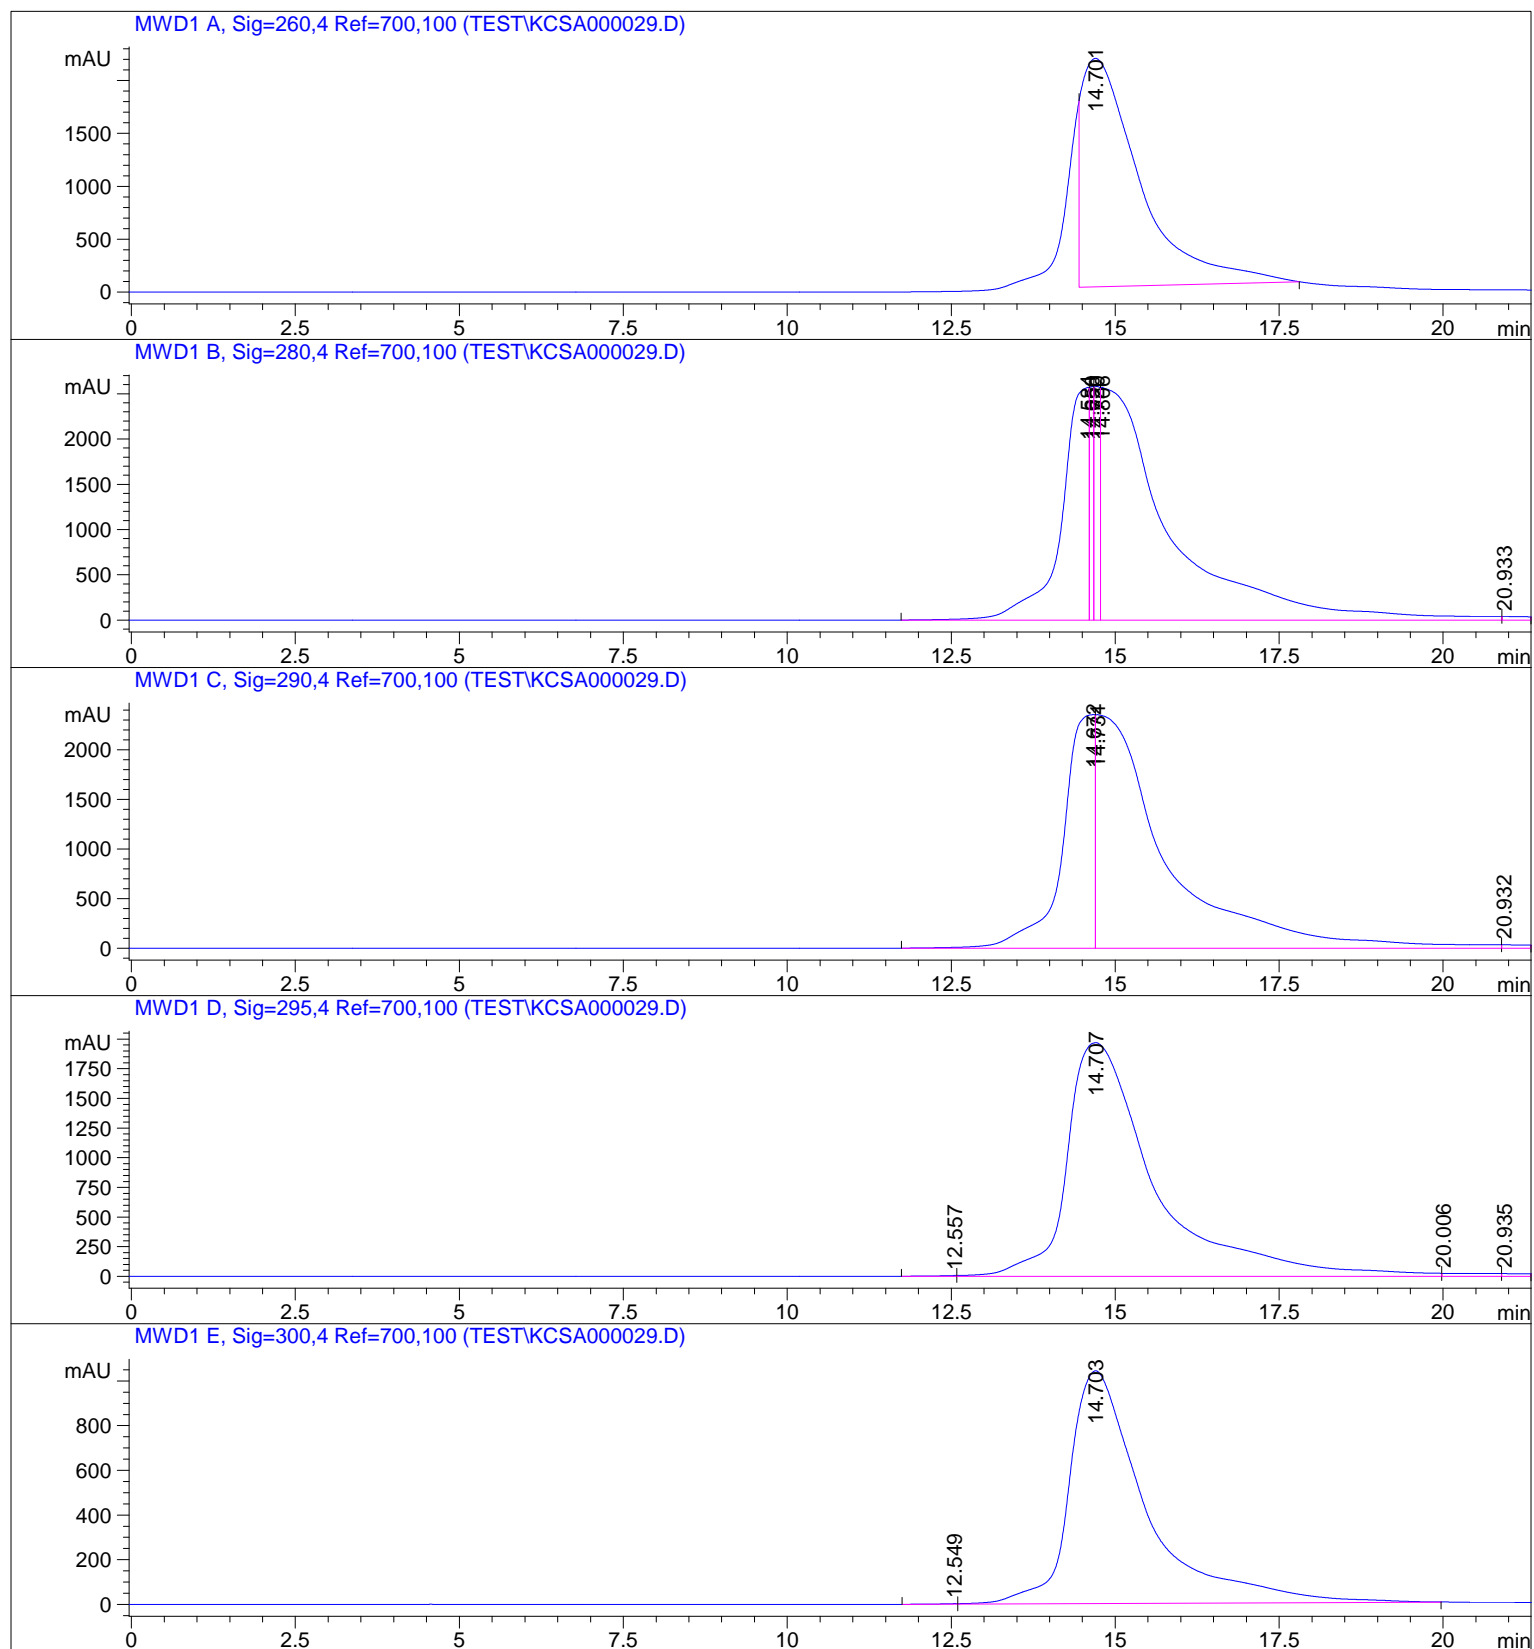 MWD1 A, Sig=260,4 Ref=700,100 (TEST\KCSA000029.D)
mAU
14.701
1500
1000
500
0
0 2.5 5 7.5 10 12.5 15 17.5 20 min
MWD1 B, Sig=280,4 Ref=700,100 (TEST\KCSA000029.D)
mAU
20.933
2000
1500
1000
500
0
0 2.5 5 7.5 10 12.5 15 17.5 20 min
MWD1 C, Sig=290,4 Ref=700,100 (TEST\KCSA000029.D)
mAU
14.673
14.734
20.932
2000
1500
1000
500
0
0 2.5 5 7.5 10 12.5 15 17.5 20 min
MWD1 D, Sig=295,4 Ref=700,100 (TEST\KCSA000029.D)
mAU
12.557
14.707
20.006
20.935
1750
1500
1250
1000
750
500
250
0
0 2.5 5 7.5 10 12.5 15 17.5 20 min
MWD1 E, Sig=300,4 Ref=700,100 (TEST\KCSA000029.D)
mAU
12.549
14.703
800
600
400
200
0
0 2.5 5 7.5 10 12.5 15 17.5 20 min